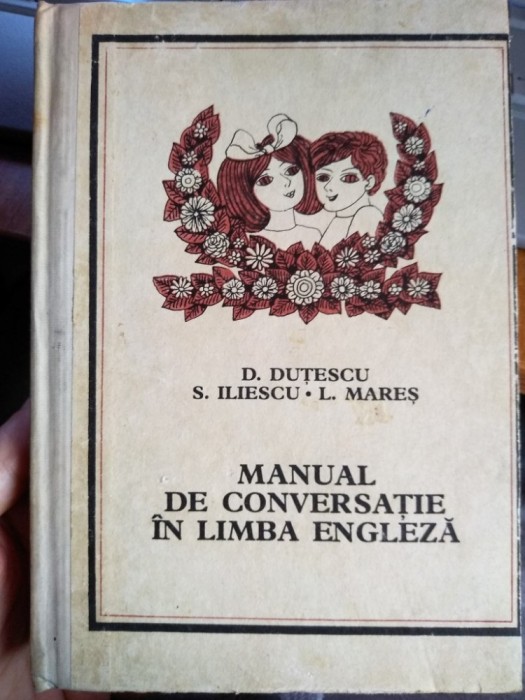 D. DUȚESCU
S. ILIESCU • L. MAREȘ
MANUAL
DE CONVERSAȚIE
ÎN LIMBA ENGLEZĂ